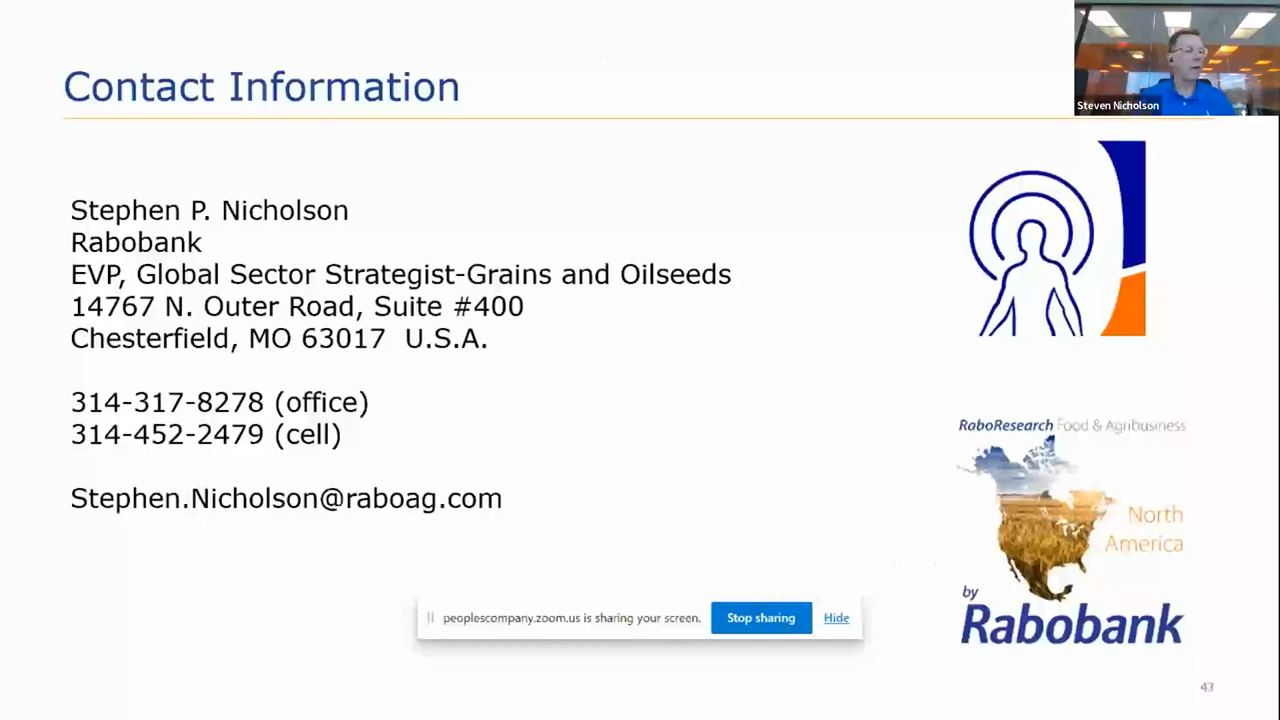 Contact Information
Steven Nicholson
Stephen P. Nicholson
Rabobank
EVP, Global Sector Strategist-Grains and Oilseeds
14767 N. Outer Road, Suite #400
Chesterfield, MO 63017  U.S.A.
314-317-8278 (office)
314-452-2479 (cell)
Stephen.Nicholson@raboag.com
RaboResearch Food & Agribusiness
North
America
by
Rabobank
peoplescompany.zoom.us is sharing your screen.  Stop sharing  Hide
43